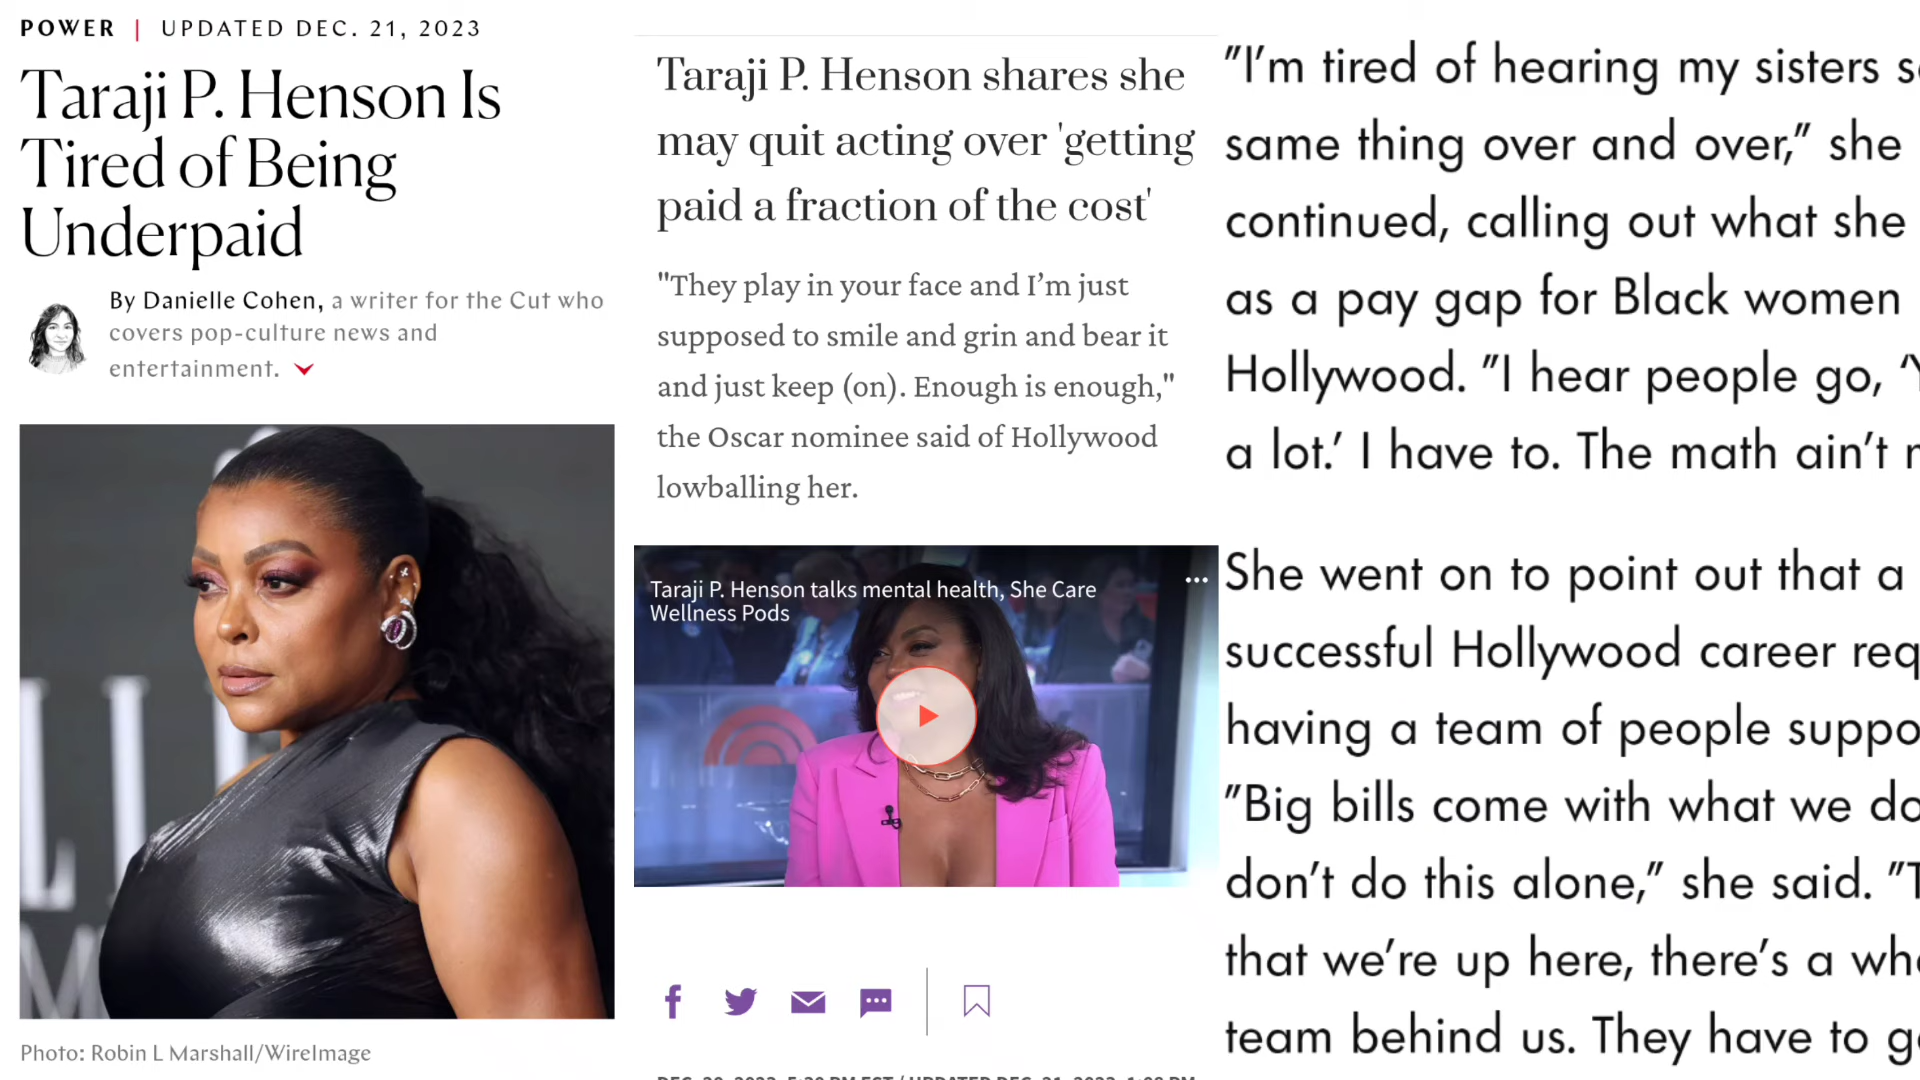 POWER | UPDATED DEC. 21, 2023
Taraji P. Henson Is
Tired of Being
Underpaid
By Danielle Cohen, a writer for the Cut who
covers pop-culture news and
entertainment.
Photo: Robin L Marshall/WireImage
Taraji P. Henson shares she
may quit acting over 'getting
paid a fraction of the cost'
"They play in your face and I’m just
supposed to smile and grin and bear it
and just keep (on). Enough is enough,"
the Oscar nominee said of Hollywood
lowballing her.
Taraji P. Henson talks mental health, She Care
Wellness Pods
"I’m tired of hearing my sisters
same thing over and over,” she
continued, calling out what she
as a pay gap for Black women
Hollywood. "I hear people go,
a lot.’ I have to. The math ain’t
She went on to point out that a
successful Hollywood career
having a team of people
"Big bills come with what we
don’t do this alone,” she said.
that we’re up here, there’s a
team behind us. They have to